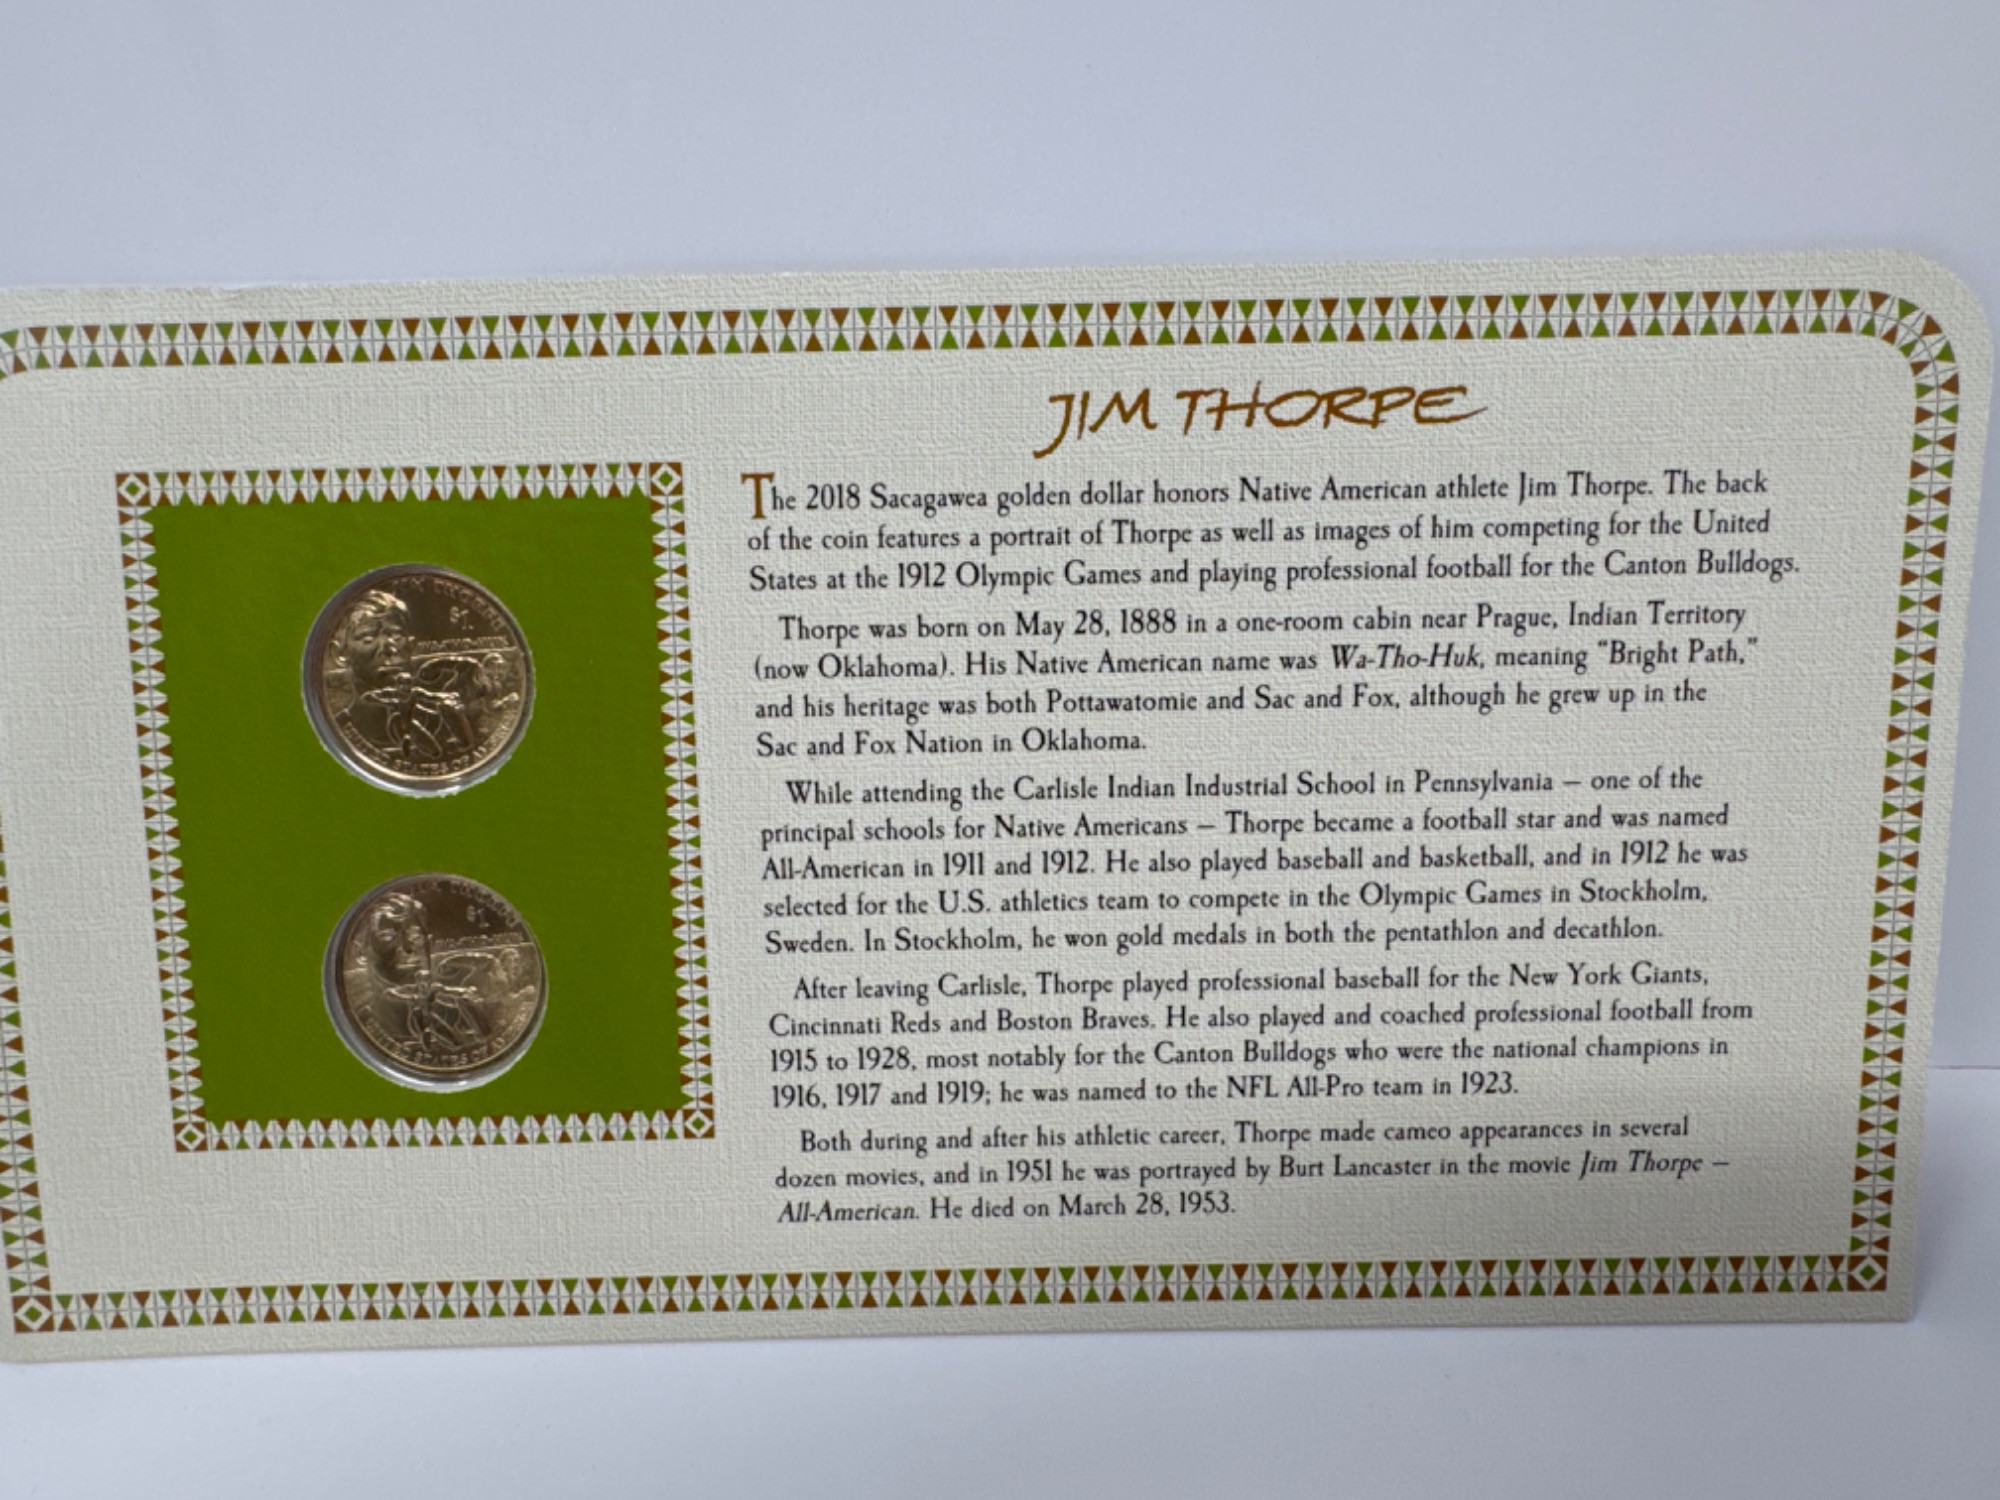 JIM THORPE
The 2018 Sacagawea golden dollar honors Native American athlete Jim Thorpe. The back
of the coin features a portrait of Thorpe as well as images of him competing for the United
States at the 1912 Olympic Games and playing professional football for the Canton Bulldogs.
Thorpe was born on May 28, 1888 in a one-room cabin near Prague, Indian Territory
(now Oklahoma). His Native American name was Wa-Tho-Huk, meaning “Bright Path,”
and his heritage was both Pottawatomie and Sac and Fox, although he grew up in the
Sac and Fox Nation in Oklahoma.
While attending the Carlisle Indian Industrial School in Pennsylvania – one of the
principal schools for Native Americans – Thorpe became a football star and was named
All-American in 1911 and 1912. He also played baseball and basketball, and in 1912 he was
selected for the U.S. athletics team to compete in the Olympic Games in Stockholm,
Sweden. In Stockholm, he won gold medals in both the pentathlon and decathlon.
After leaving Carlisle, Thorpe played professional baseball for the New York Giants,
Cincinnati Reds and Boston Braves. He also played and coached professional football from
1915 to 1928, most notably for the Canton Bulldogs who were the national champions in
1916, 1917 and 1919; he was named to the NFL All-Pro team in 1923.
Both during and after his athletic career, Thorpe made cameo appearances in several
dozen movies, and in 1951 he was portrayed by Burt Lancaster in the movie Jim Thorpe –
All-American. He died on March 28, 1953.
JIM THORPE
$1
UNITED STATES OF AMERICA
$1
UNITED STATES OF AMERICA